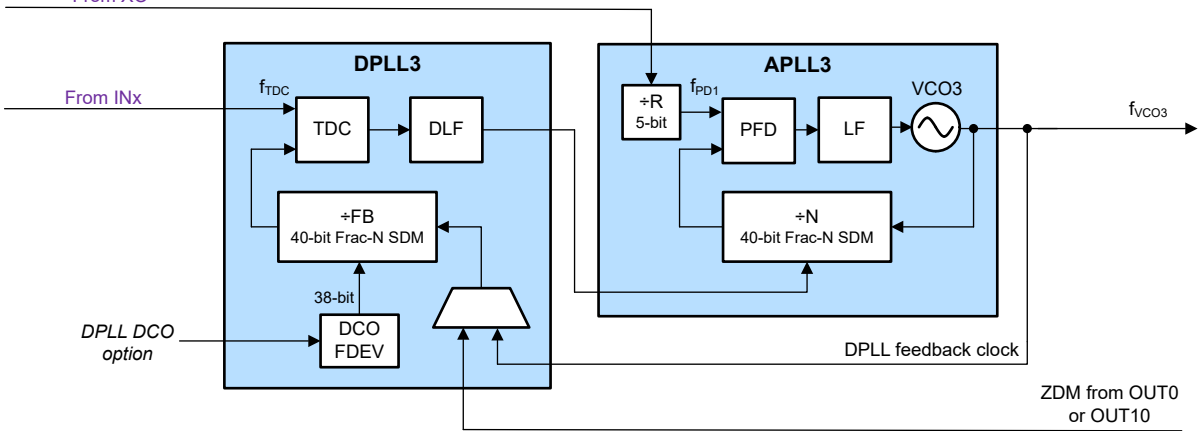 From XO
DPLL3
APLL3
From INx
fTDC
TDC
DLF
÷R
5-bit
fPD1
PFD
LF
VCO3
fVCO3
÷FB
40-bit Frac-N SDM
÷N
40-bit Frac-N SDM
38-bit
DPLL DCO
option
DCO
FDEV
DPLL feedback clock
ZDM from OUT0
or OUT10